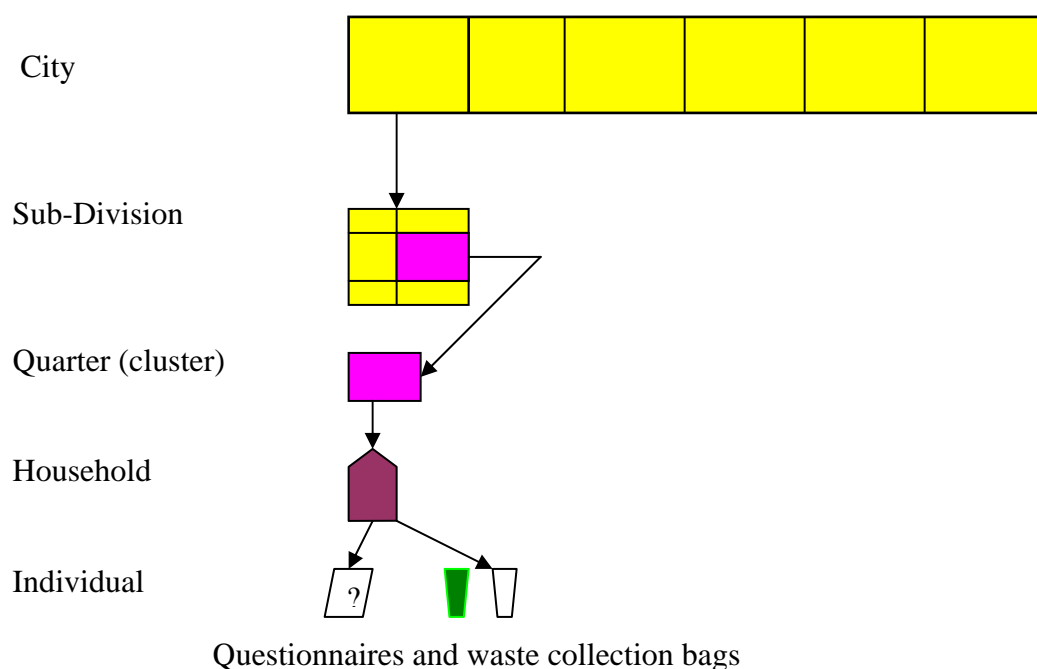 City
Sub-Division
Quarter (cluster)
Household
Individual
?
Questionnaires and waste collection bags